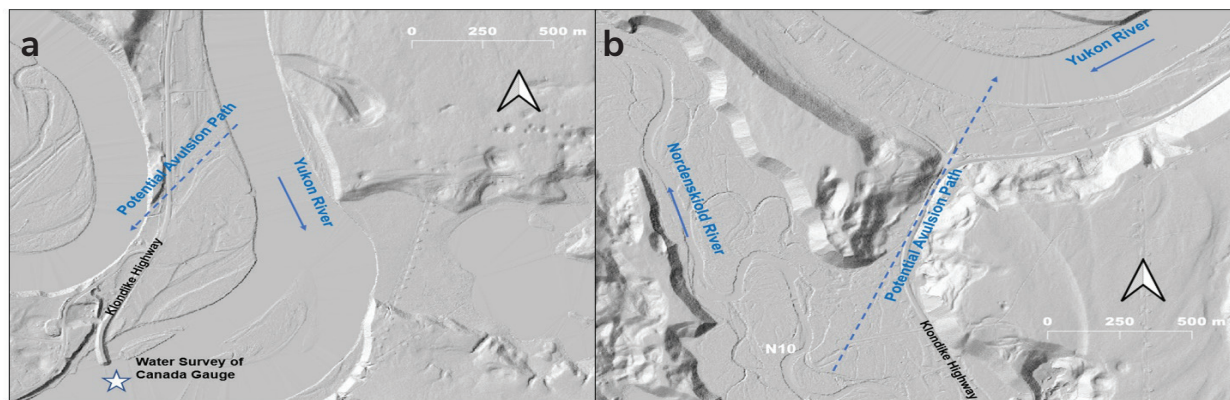 a
0 250 500 m
Potential Avulsion Path
Yukon River
Klondike Highway
Water Survey of
Canada Gauge
b
Yukon River
Nordenskiold River
Potential Avulsion Path
0 250 500 m
N10
Klondike Highway